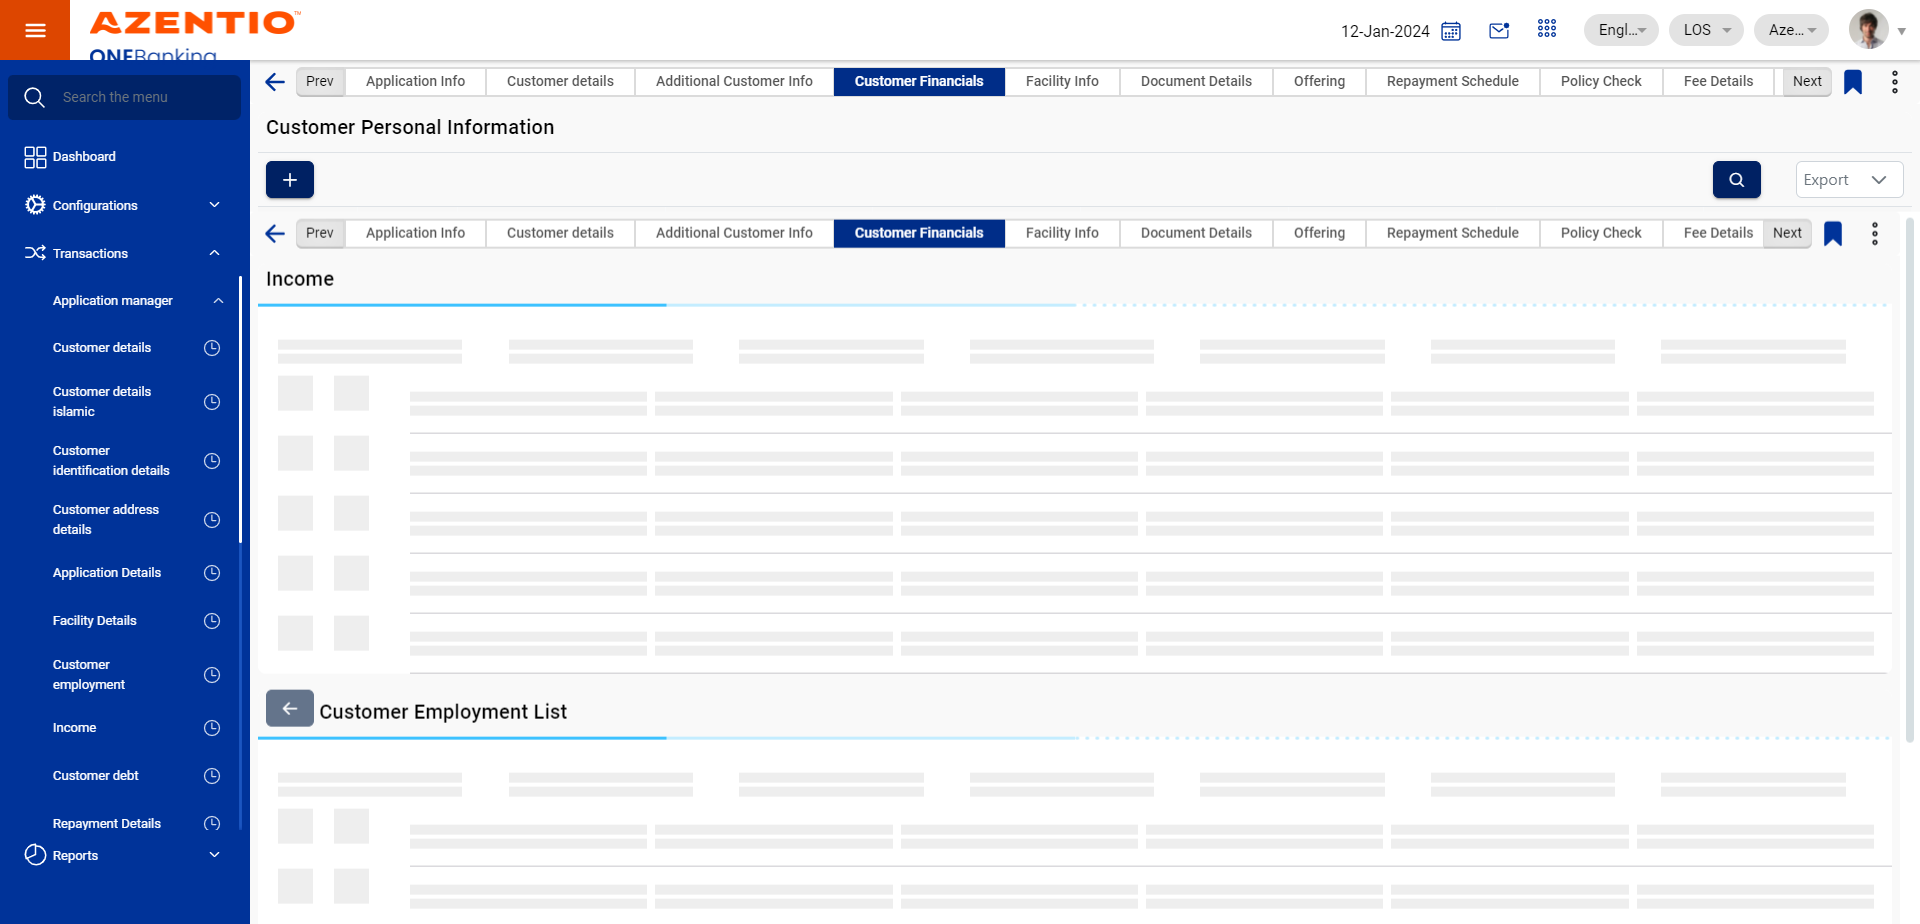 AZENTIO™
ONEBanking
12-Jan-2024
Engl...
LOS
Aze...
Search the menu
Dashboard
Configurations
Transactions
Application manager
Customer details
Customer details
islamic
Customer
identification details
Customer address
details
Application Details
Facility Details
Customer
employment
Income
Customer debt
Repayment Details
Reports
Prev Application Info Customer details Additional Customer Info Customer Financials Facility Info Document Details Offering Repayment Schedule Policy Check Fee Details Next
Customer Personal Information
+
Export
Prev Application Info Customer details Additional Customer Info Customer Financials Facility Info Document Details Offering Repayment Schedule Policy Check Fee Details Next
Income
Customer Employment List